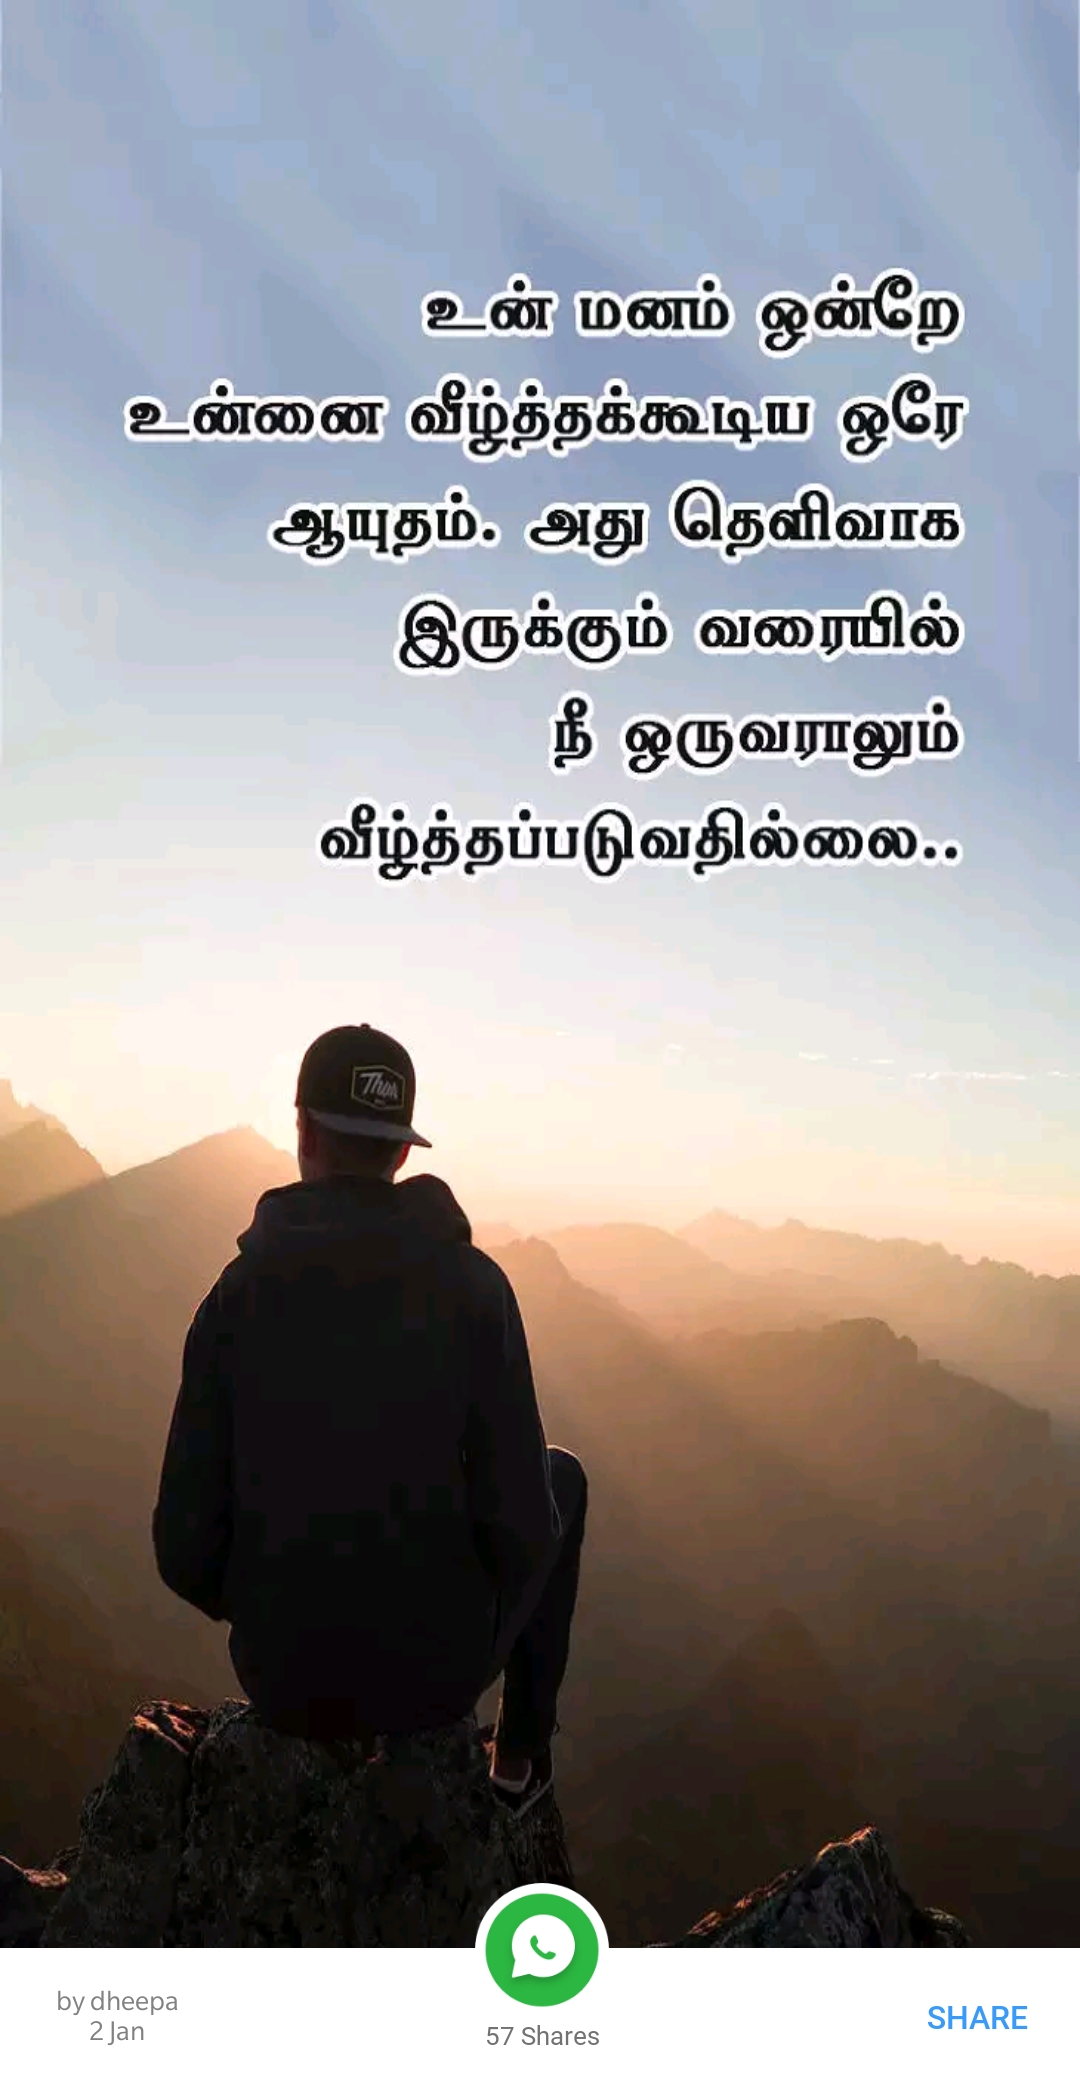 உன் மனம் ஒன்றே
உன்னை வீழ்த்தக்கூடிய ஒரே
ஆயுதம். அது தெளிவாக
இருக்கும் வரையில்
நீ ஒருவராலும்
வீழ்த்தப்படுவதில்லை..
by dheepa
2 Jan
57 Shares
SHARE